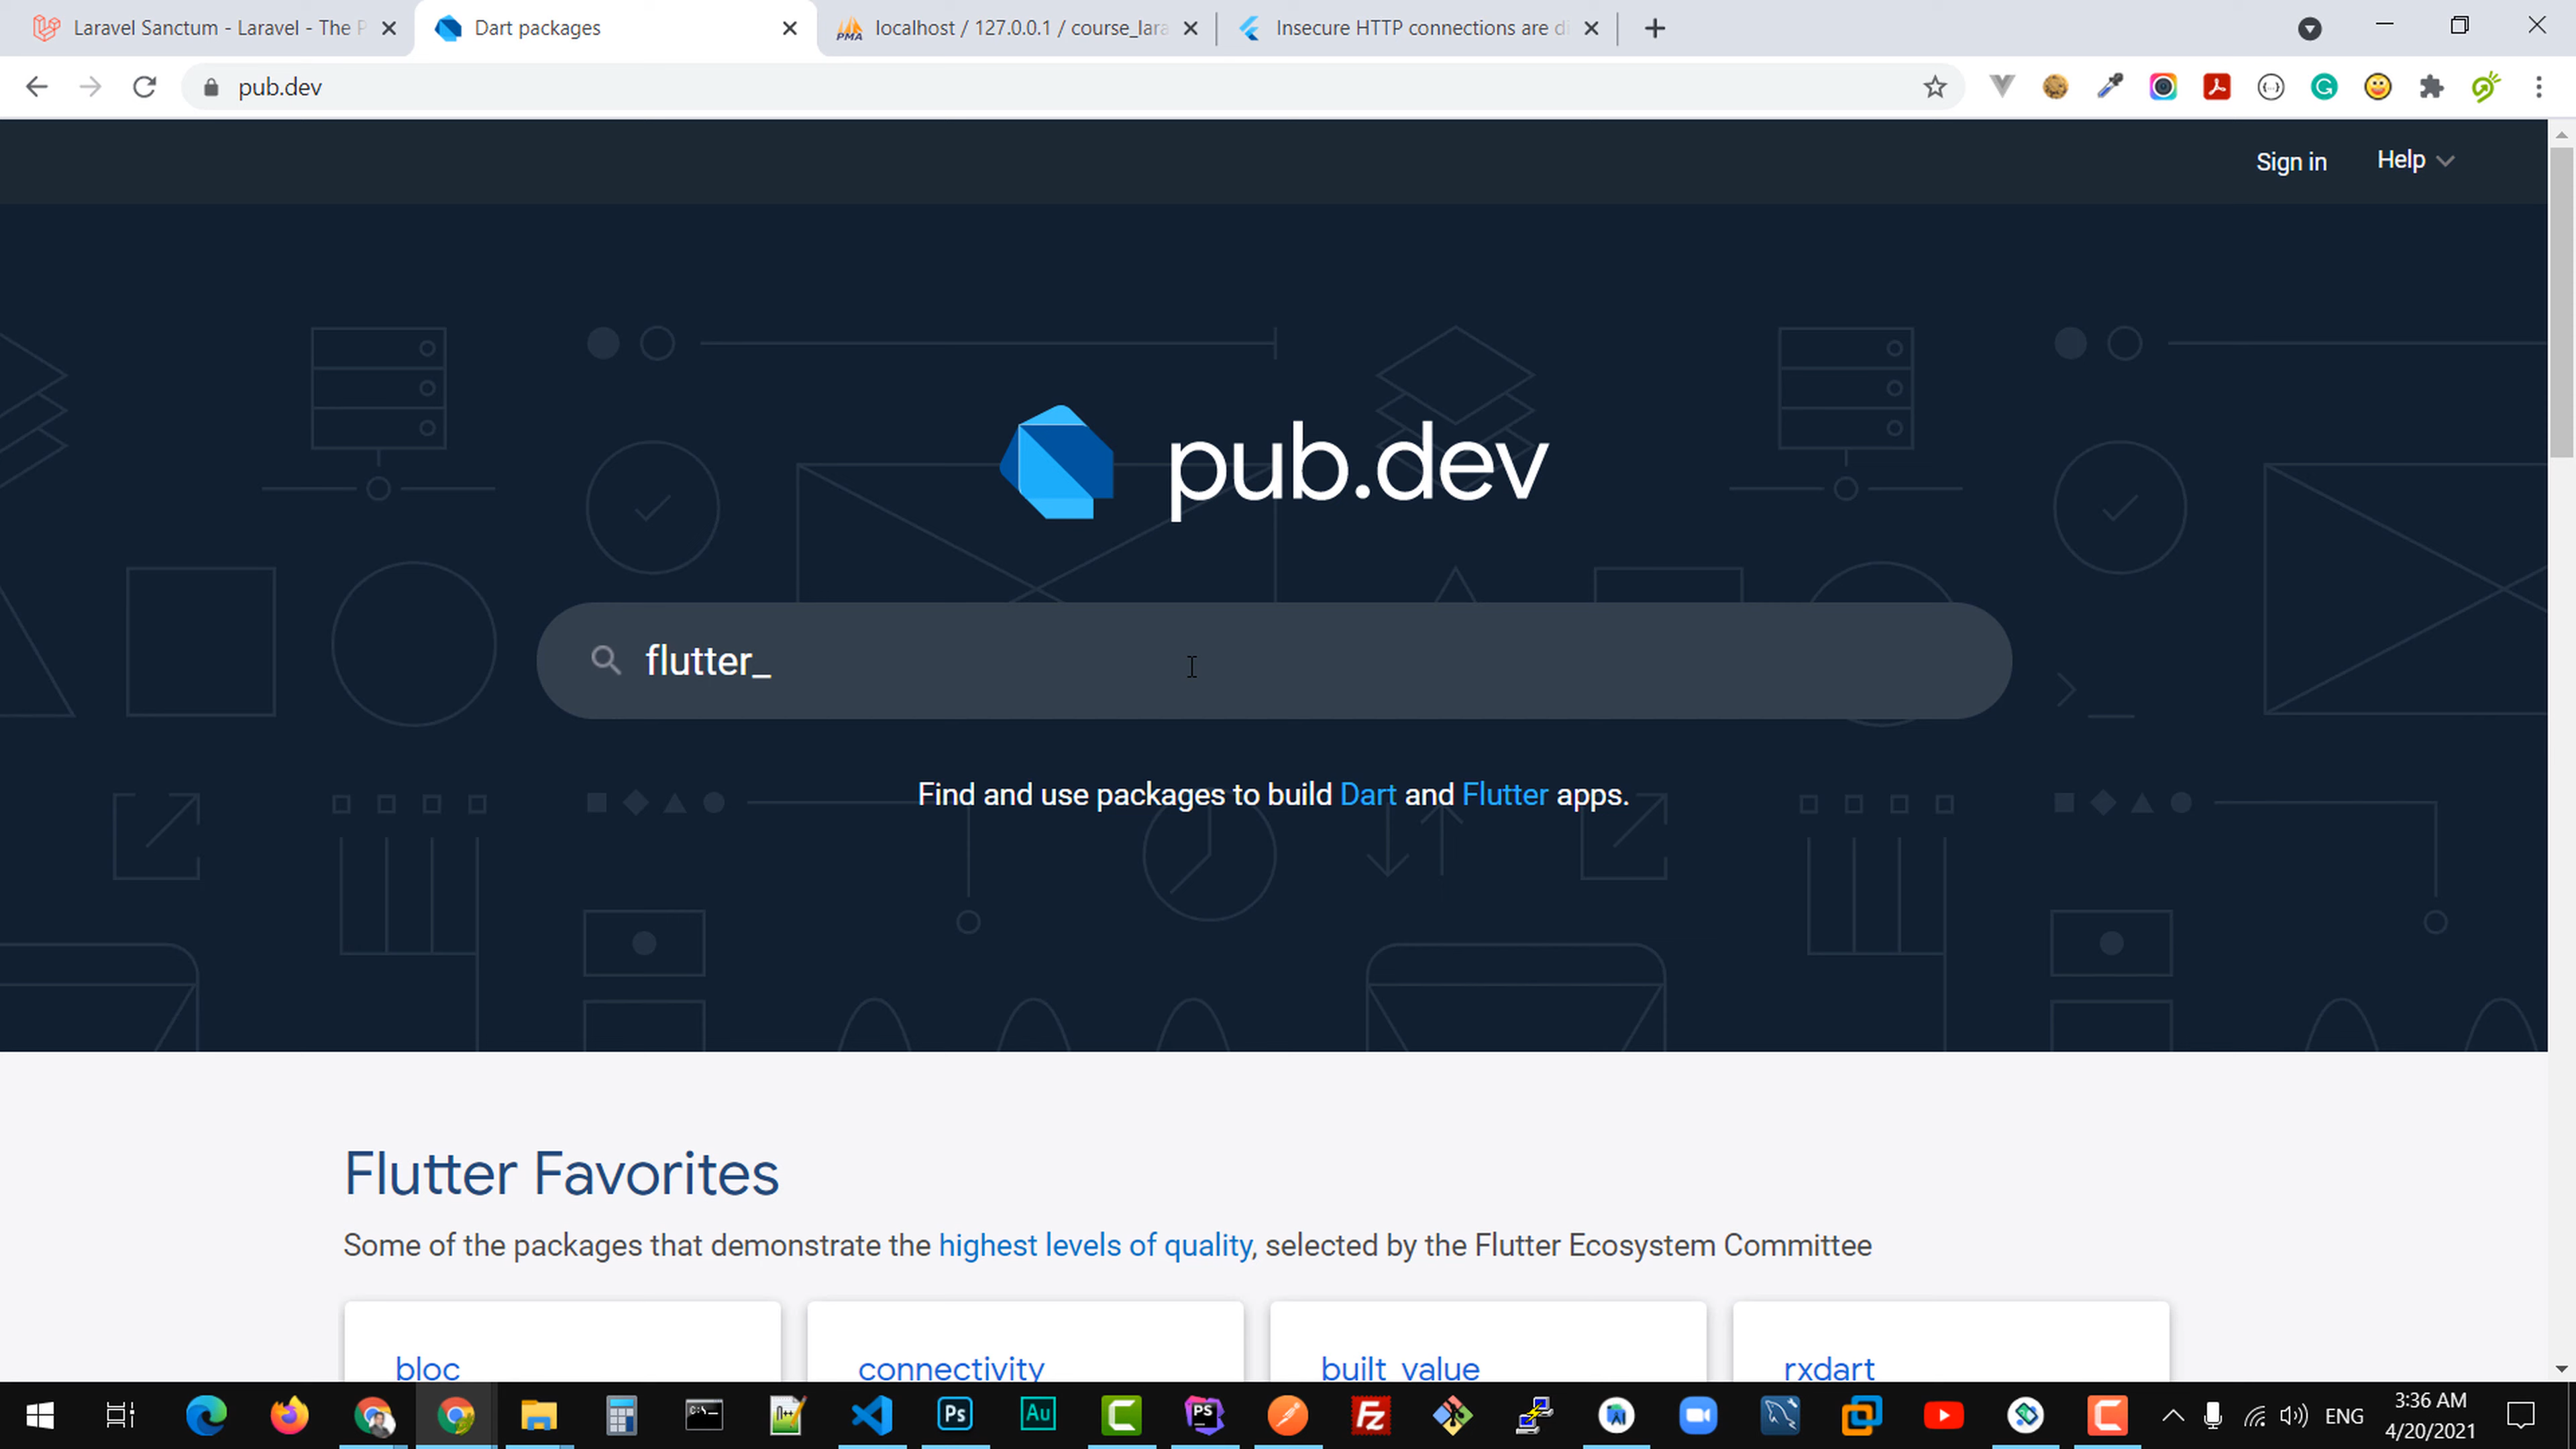 Laravel Sanctum - Laravel - The P
Dart packages
PMA
localhost / 127.0.0.1 / course_lara
Insecure HTTP connections are di
pub.dev
Sign in
Help
pub.dev
flutter_
Find and use packages to build Dart and Flutter apps.
Flutter Favorites
Some of the packages that demonstrate the highest levels of quality, selected by the Flutter Ecosystem Committee
bloc
connectivity
built_value
rxdart
ENG
3:36 AM
4/20/2021